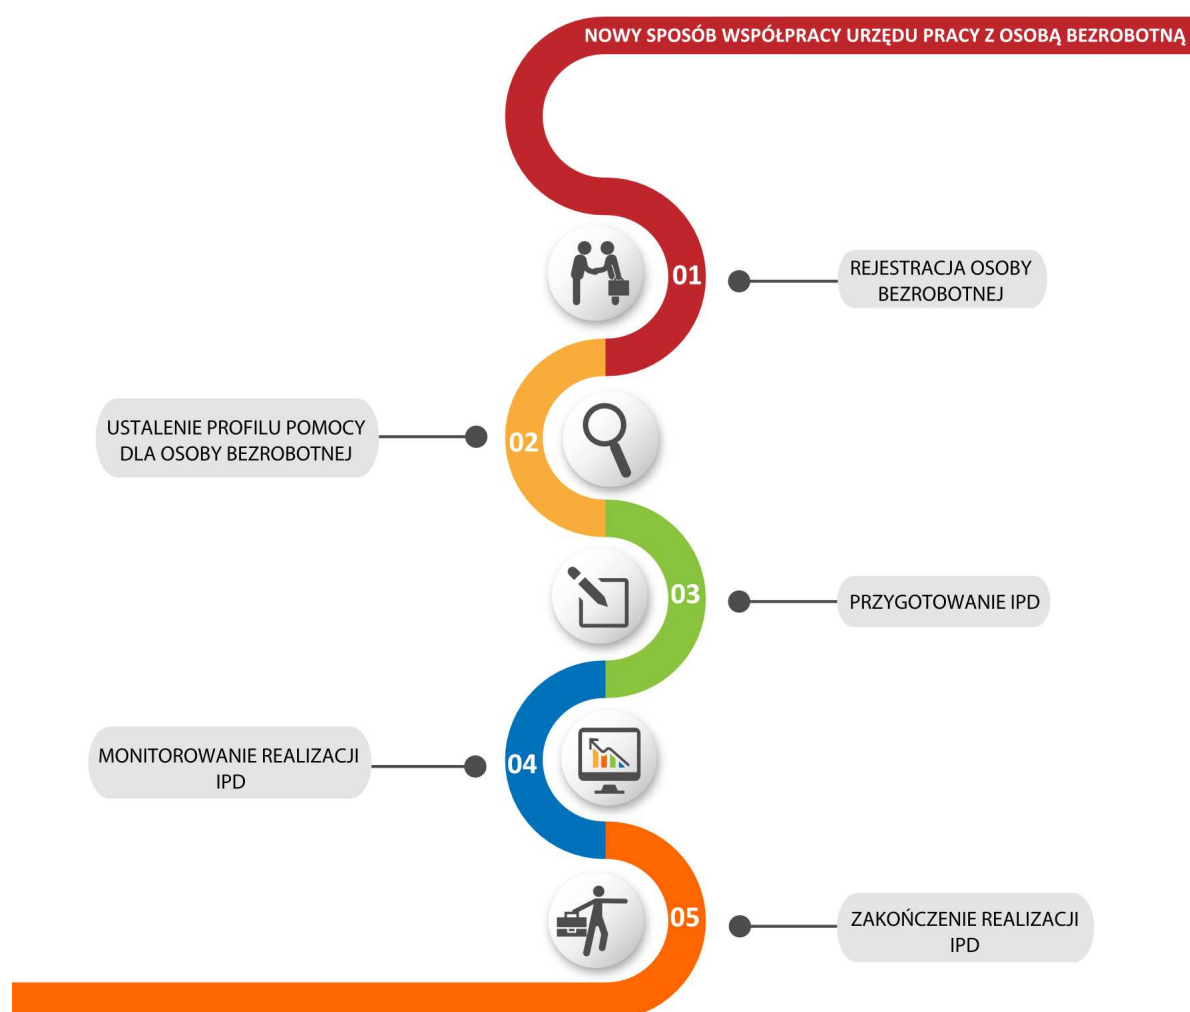 NOWY SPOSÓB WSPÓŁPRACY URZĘDU PRACY Z OSOBĄ BEZROBOTNĄ
01
REJESTRACJA OSOBY
BEZROBOTNEJ
USTALENIE PROFILU POMOCY
DLA OSOBY BEZROBOTNEJ
02
03
PRZYGOTOWANIE IPD
MONITOROWANIE REALIZACJI
IPD
04
05
ZAKOŃCZENIE REALIZACJI
IPD